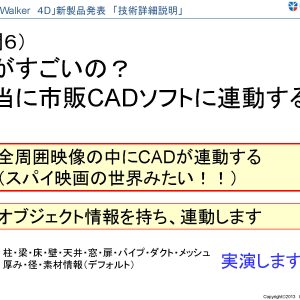 Walker 4D」新製品発表 「技術詳細説明」
６）
がすごいの？
当に市販CADソフトに連動する
全周囲映像の中にCADが連動する
（スパイ映画の世界みたい！！）
オブジェクト情報を持ち、連動します
柱・梁・床・壁・天井・窓・扉・パイプ・ダクト・メッシュ
厚み・径・素材情報（デフォルト）
実演します
Copyright©2013